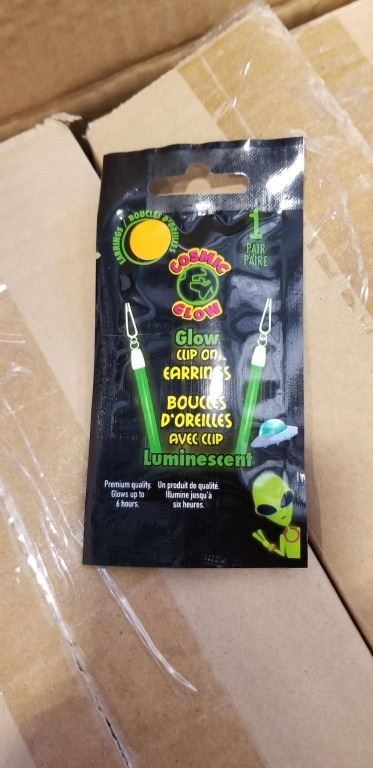 EARRINGS / BOUCLES D'OREILLES
1
PAIR
PAIRE
COSMIC
GLOW
Glow
CLIP ON
EARRINGS
BOUCLES
D'OREILLES
AVEC CLIP
Luminescent
Premium quality.
Glows up to
6 hours.
Un produit de qualité.
Illumine jusqu'à
six heures.